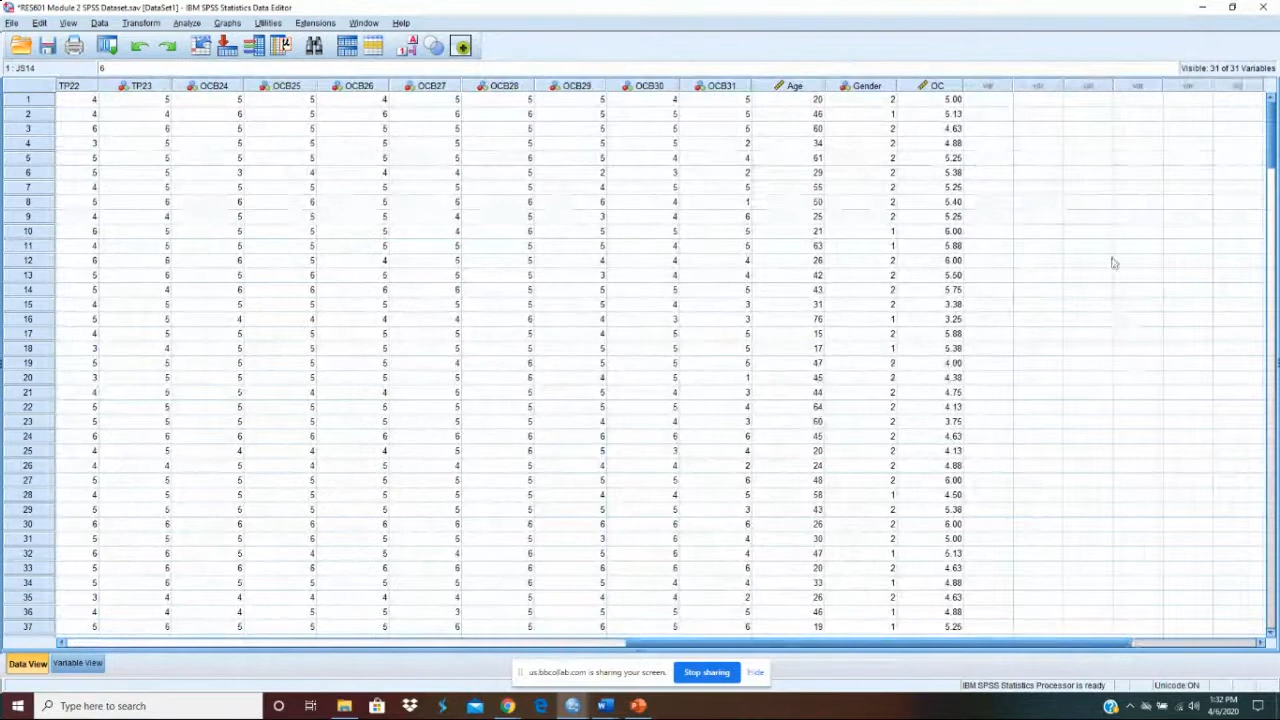 *RES601 Module 2 SPSS Dataset.sav [DataSet1] - IBM SPSS Statistics Data Editor
File Edit View Data Transform Analyze Graphs Utilities Extensions Window Help
1 : JS14 6 Visible: 31 of 31 Variables
TP22 TP23 OCB24 OCB25 OCB26 OCB27 OCB28 OCB29 OCB30 OCB31 Age Gender OC var var var var var
1 4 5 5 5 4 5 5 5 4 5 20 2 5.00
2 4 4 6 5 6 6 6 5 5 5 46 1 5.13
3 6 6 5 5 5 5 5 5 5 5 60 2 4.63
4 3 5 5 5 5 5 5 5 5 2 34 2 4.88
5 5 5 5 5 5 5 6 5 4 4 61 2 5.25
6 5 5 3 4 4 4 5 2 3 2 29 2 5.38
7 4 5 5 5 5 5 5 4 5 5 55 2 5.25
8 5 6 6 6 5 6 6 6 4 1 50 2 5.40
9 4 4 5 5 5 4 5 3 4 6 25 2 5.25
10 6 5 5 5 5 4 6 5 5 5 21 1 6.00
11 4 5 5 5 5 5 5 5 4 5 63 1 5.88
12 6 6 6 5 4 5 5 4 4 4 26 2 6.00
13 5 6 5 6 5 5 5 3 4 4 42 2 5.50
14 5 4 6 6 6 6 5 5 5 5 43 2 5.75
15 4 5 5 5 5 5 5 5 4 3 31 2 3.38
16 5 5 4 4 4 4 6 4 3 3 76 1 3.25
17 4 5 5 5 5 5 5 4 5 5 15 2 5.88
18 3 4 5 5 5 5 5 5 5 5 17 1 5.38
19 5 5 5 5 5 4 6 5 5 6 47 2 4.00
20 3 5 5 5 5 5 6 4 5 1 45 2 4.38
21 4 5 5 4 5 5 5 5 4 3 44 2 4.75
22 5 5 5 5 5 5 5 5 5 4 64 2 4.13
23 5 5 5 5 5 5 5 4 4 3 60 2 3.75
24 6 6 6 6 6 6 6 6 6 6 45 2 4.63
25 4 5 4 4 4 5 6 5 3 4 20 2 4.13
26 4 4 5 4 5 4 5 4 4 2 24 2 4.88
27 5 5 5 5 5 5 5 5 5 6 48 2 6.00
28 4 5 5 5 5 5 5 4 4 5 58 1 4.50
29 5 5 5 5 5 5 5 5 5 3 43 2 5.38
30 6 6 6 6 6 6 6 6 6 6 26 2 6.00
31 5 6 5 5 5 5 5 3 6 4 30 2 5.00
32 6 5 5 4 5 4 6 5 6 4 47 1 5.13
33 5 6 6 6 6 6 6 6 6 6 20 2 4.63
34 5 6 5 5 5 5 6 5 4 4 33 1 4.88
35 3 4 4 4 4 4 5 4 4 2 26 2 4.63
36 4 4 4 5 5 3 6 5 5 5 46 1 4.88
37 5 6 5 5 5 6 5 6 5 6 19 1 5.25
Data View Variable View
us.bbcollab.com is sharing your screen. Stop sharing Hide
IBM SPSS Statistics Processor is ready Unicode:ON
Type here to search
1:32 PM
4/6/2020